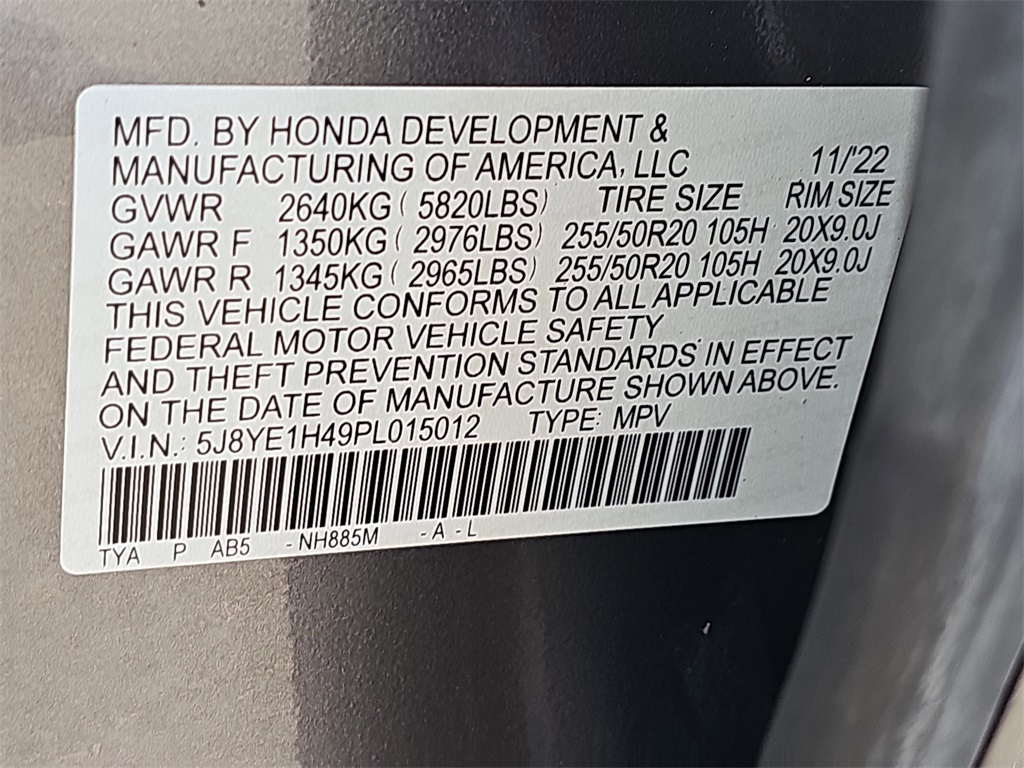 MFD. BY HONDA DEVELOPMENT &
MANUFACTURING OF AMERICA, LLC 11/'22
GVWR 2640KG ( 5820LBS) TIRE SIZE RIM SIZE
GAWR F 1350KG ( 2976LBS) 255/50R20 105H 20X9.0J
GAWR R 1345KG ( 2965LBS) 255/50R20 105H 20X9.0J
THIS VEHICLE CONFORMS TO ALL APPLICABLE
FEDERAL MOTOR VEHICLE SAFETY
AND THEFT PREVENTION STANDARDS IN EFFECT
ON THE DATE OF MANUFACTURE SHOWN ABOVE.
V.I.N.: 5J8YE1H49PL015012 TYPE: MPV
TYA P AB5 -NH885M -A-L